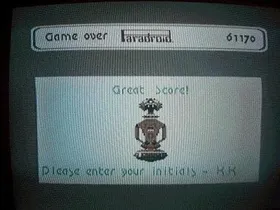 Game over Paradroid 61170
Great Score!
Please enter your initials - KK